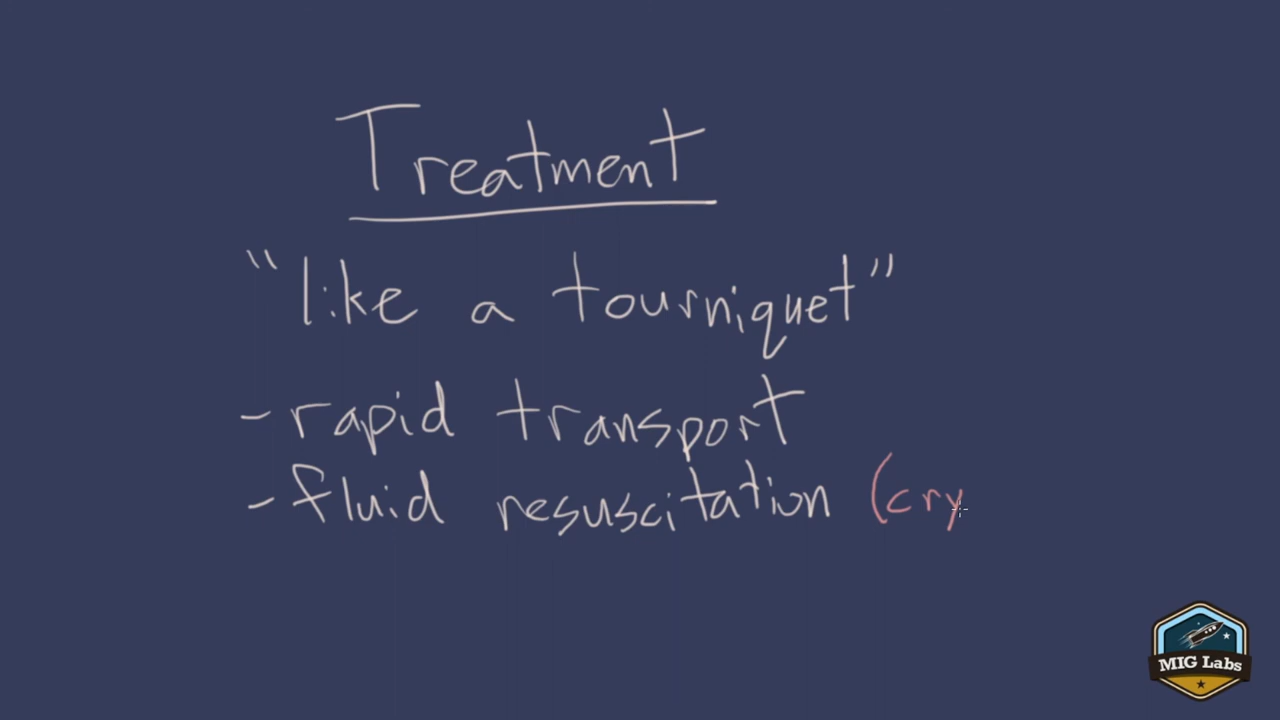 Treatment
"like a tourniquet"
- rapid transport
- fluid resuscitation (cry
MIG Labs